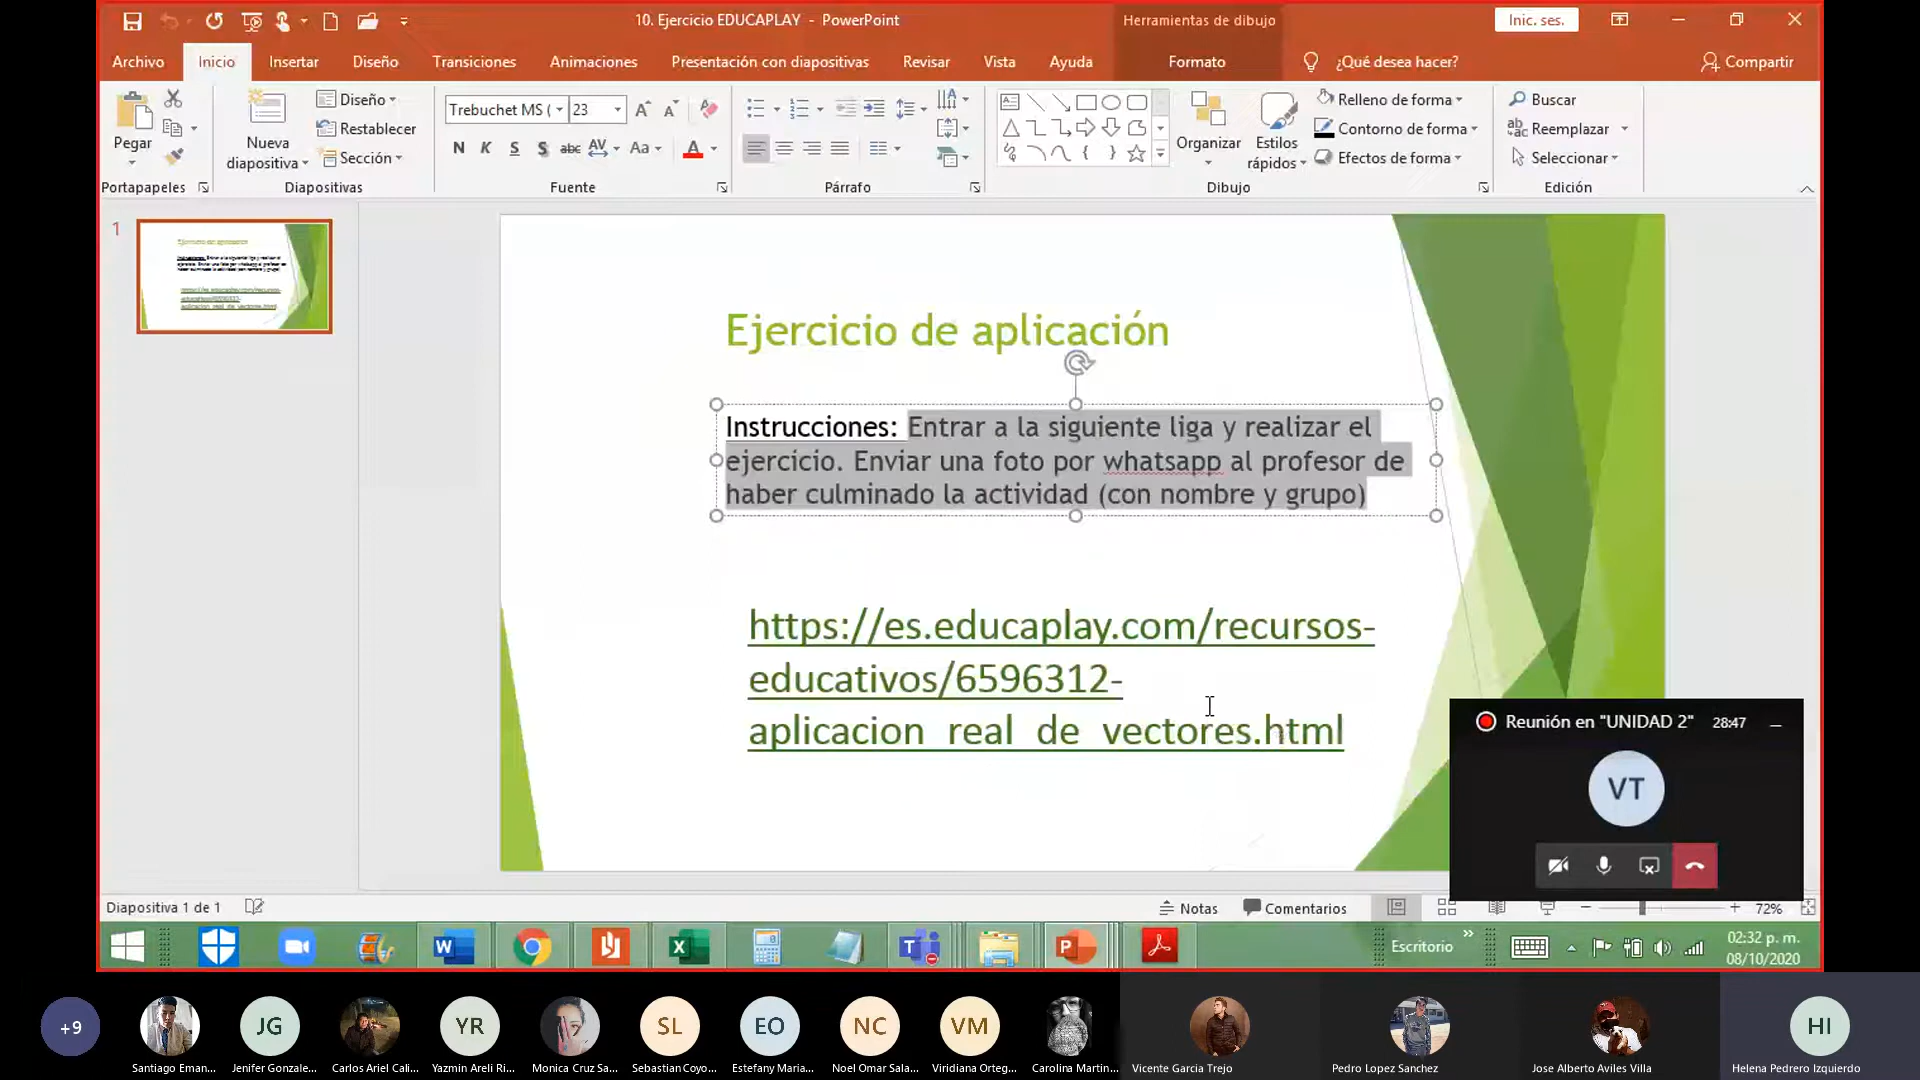 10. Ejercicio EDUCAPLAY - PowerPoint
Herramientas de dibujo
Inic. ses.
Archivo
Inicio
Insertar
Diseño
Transiciones
Animaciones
Presentación con diapositivas
Revisar
Vista
Ayuda
Formato
¿Qué desea hacer?
Compartir
Pegar
Nueva
diapositiva
Diseño
Restablecer
Sección
Trebuchet MS (
23
N K S S abc AV Aa A
Organizar
Estilos
rápidos
Relleno de forma
Contorno de forma
Efectos de forma
Buscar
Reemplazar
Seleccionar
Portapapeles
Diapositivas
Fuente
Párrafo
Dibujo
Edición
1
Ejercicio de aplicación
Instrucciones: Entrar a la siguiente liga y realizar el
ejercicio. Enviar una foto por whatsapp al profesor de
haber culminado la actividad (con nombre y grupo)
https://es.educaplay.com/recursos-
educativos/6596312-
aplicacion_real_de_vectores.html
Reunión en "UNIDAD 2" 28:47
VT
Diapositiva 1 de 1
Notas
Comentarios
72%
Escritorio
02:32 p. m.
08/10/2020
+9
JG
YR
SL
EO
NC
VM
HI
Santiago Eman...
Jenifer Gonzale...
Carlos Ariel Cali...
Yazmin Areli Ri...
Monica Cruz Sa...
Sebastian Coyo...
Estefany Maria...
Noel Omar Sala...
Viridiana Orteg...
Carolina Martin...
Vicente Garcia Trejo
Pedro Lopez Sanchez
Jose Alberto Aviles Villa
Helena Pedrero Izquierdo